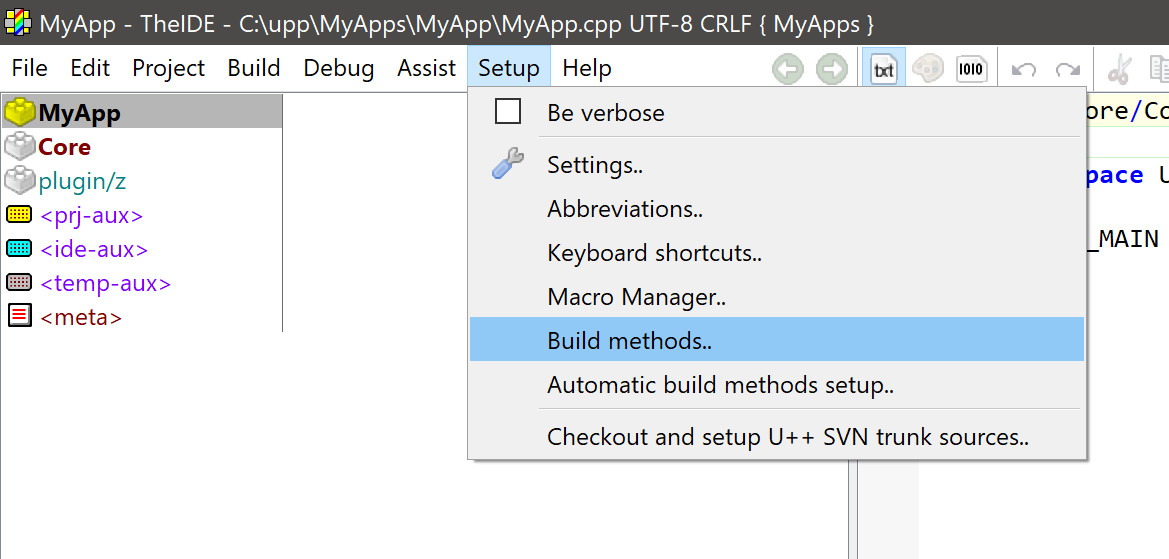 MyApp - TheIDE - C:\upp\MyApps\MyApp\MyApp.cpp UTF-8 CRLF { MyApps }
File Edit Project Build Debug Assist Setup Help txt 1010
MyApp
Core
plugin/z
<prj-aux>
<ide-aux>
<temp-aux>
<meta>
Be verbose
Settings..
Abbreviations..
Keyboard shortcuts..
Macro Manager..
Build methods..
Automatic build methods setup..
Checkout and setup U++ SVN trunk sources..
ore/Co
pace U
_MAIN